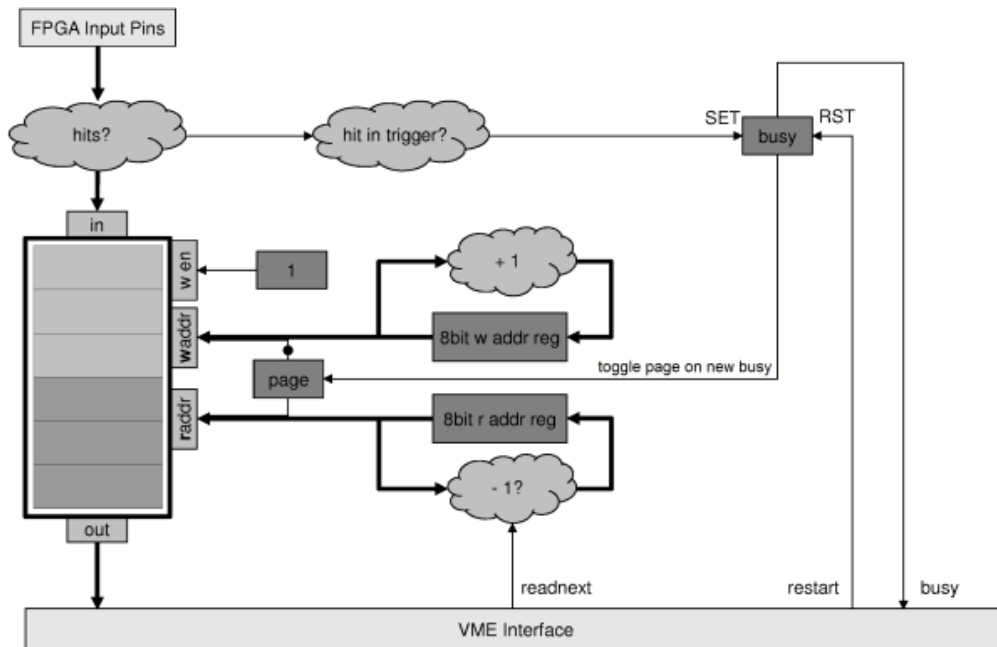 FPGA Input Pins
hits?
hit in trigger?
SET
RST
busy
in
w en
1
+ 1
waddr
8bit w addr reg
page
toggle page on new busy
raddr
8bit r addr reg
- 1?
out
readnext
restart
busy
VME Interface